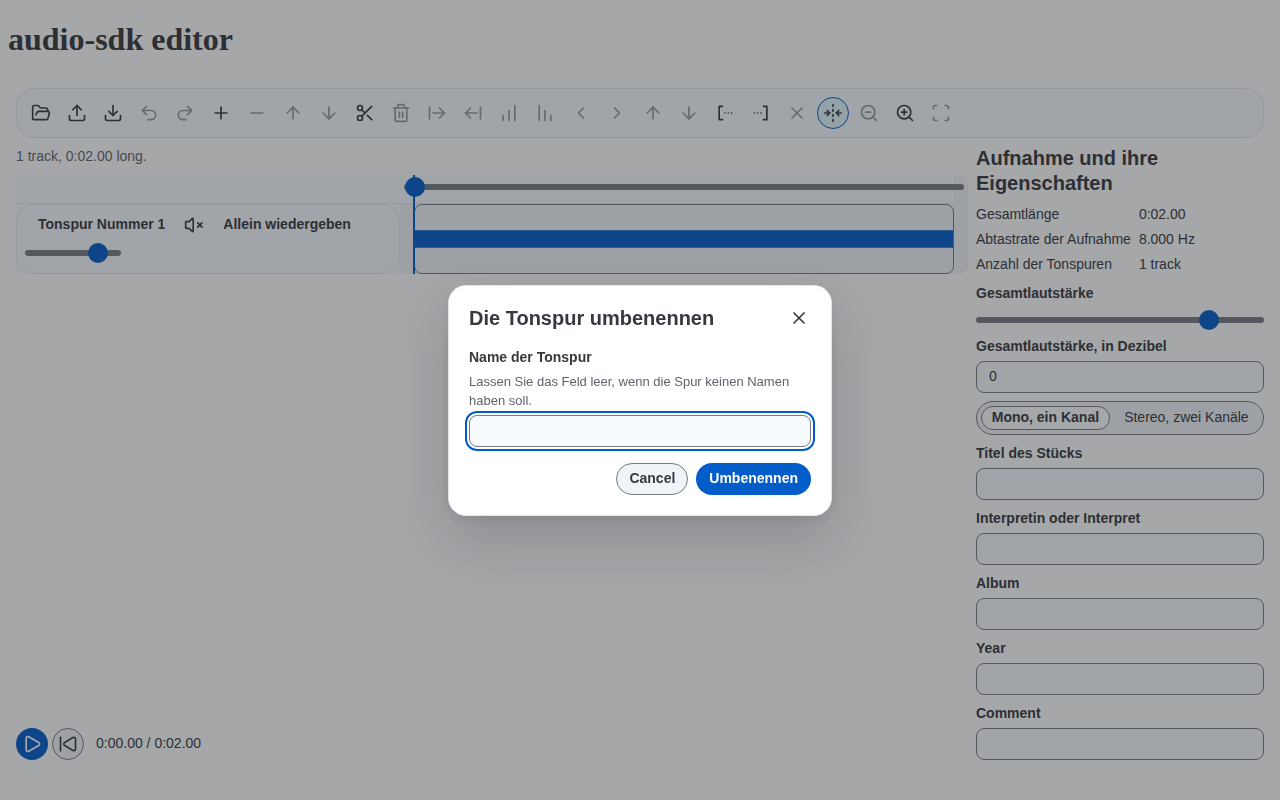 audio-sdk editor
1 track, 0:02.00 long.
Tonspur Nummer 1
Allein wiedergeben
Aufnahme und ihre
Eigenschaften
Gesamtlänge 0:02.00
Abtastrate der Aufnahme 8.000 Hz
Anzahl der Tonspuren 1 track
Gesamtlautstärke
Gesamtlautstärke, in Dezibel
0
Mono, ein Kanal
Stereo, zwei Kanäle
Titel des Stücks
Interpretin oder Interpret
Album
Year
Comment
Die Tonspur umbenennen
Name der Tonspur
Lassen Sie das Feld leer, wenn die Spur keinen Namen
haben soll.
Cancel
Umbenennen
0:00.00 / 0:02.00